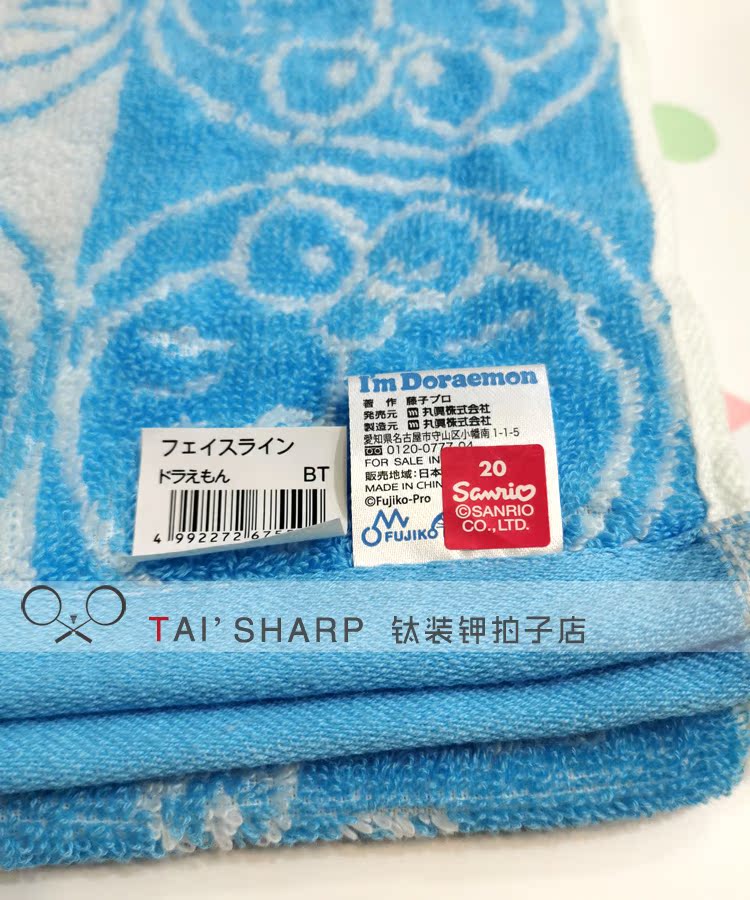 I'm Doraemon
著 作 藤子プロ
発売元 m 丸眞株式会社
製造元 m 丸眞株式会社
愛知県名古屋市守山区小幡南1-1-5
0120-0777-04
FOR SALE IN
販売地域:日本
MADE IN CHIN
©Fujiko-Pro
FUJIKO
20
Sanrio
©SANRIO
CO., LTD.
フェイスライン
ドラえもん BT
4 992272 675
TAI' SHARP 钛装钾拍子店